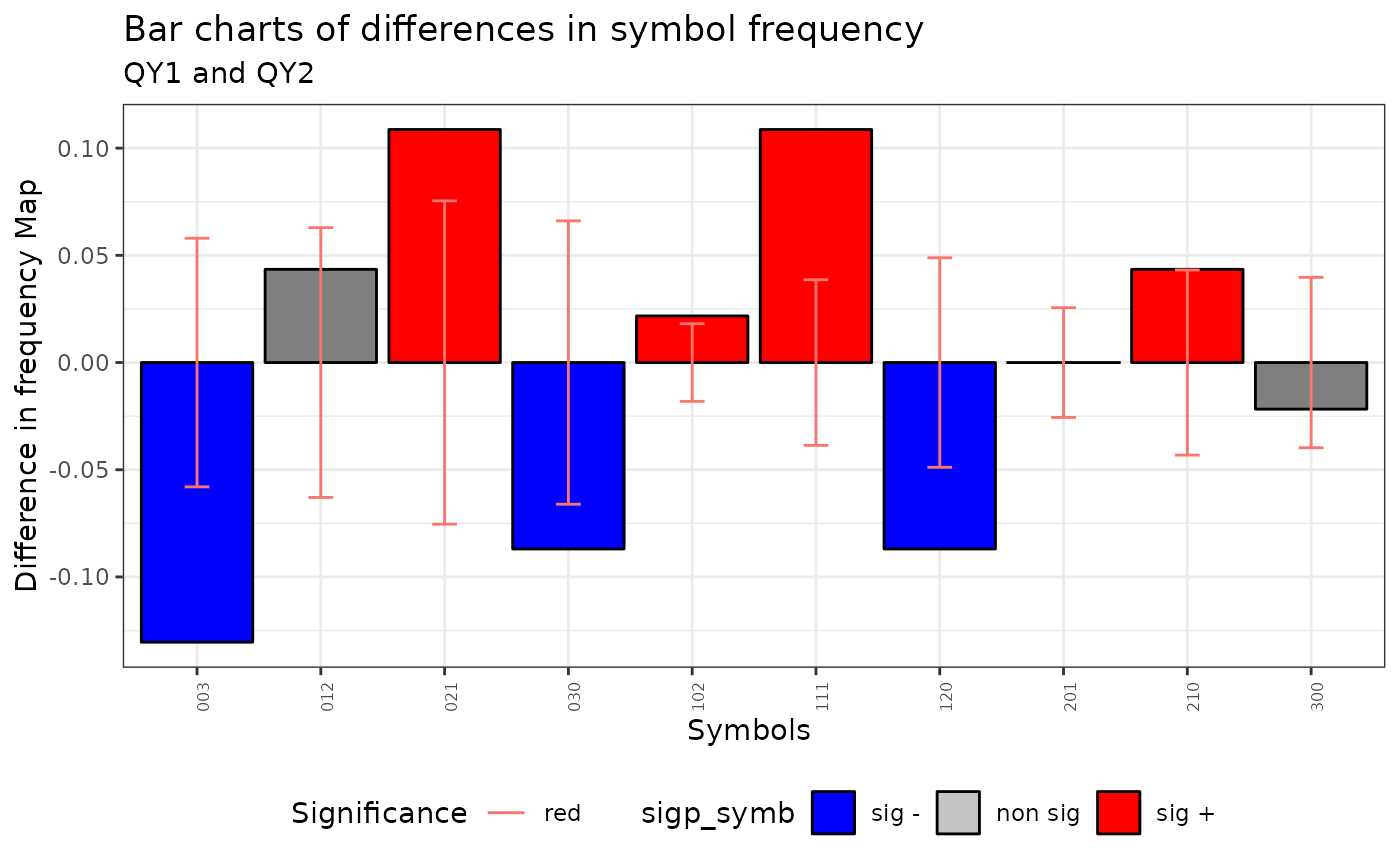 Bar charts of differences in symbol frequency
QY1 and QY2
Difference in frequency Map
0.10
0.05
0.00
-0.05
-0.10
003 012 021 030 102 111 120 201 210 300
Symbols
Significance red sigp_symb sig - non sig sig +